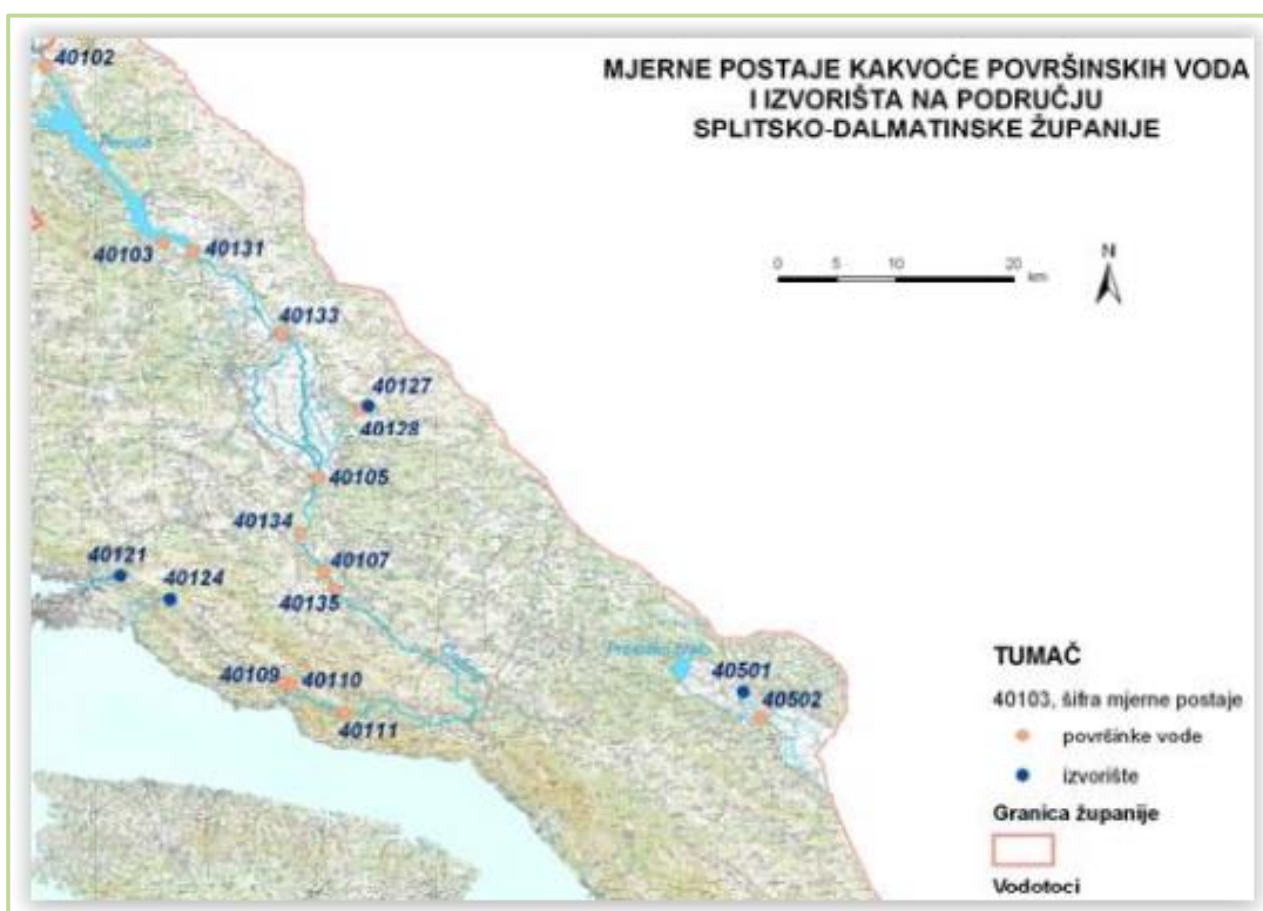 40102
MJERNE POSTAJE KAKVOĆE POVRŠINSKIH VODA
I IZVORIŠTA NA PODRUČJU
SPLITSKO-DALMATINSKE ŽUPANIJE
Peruća
40103
40131
N
0 5 10 20 km
40133
40127
40128
40105
40134
40121
40107
40124
40135
40109
40110
40111
40501
40502
TUMAČ
40103, šifra mjerne postaje
površinke vode
izvorište
Granica županije
Vodotoci